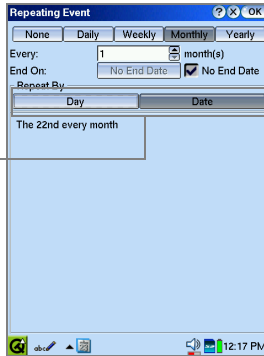 Repeating Event ? X OK
None Daily Weekly Monthly Yearly
Every: 1 month(s)
End On: No End Date No End Date
Repeat By
Day Date
The 22nd every month
abc 12:17 PM